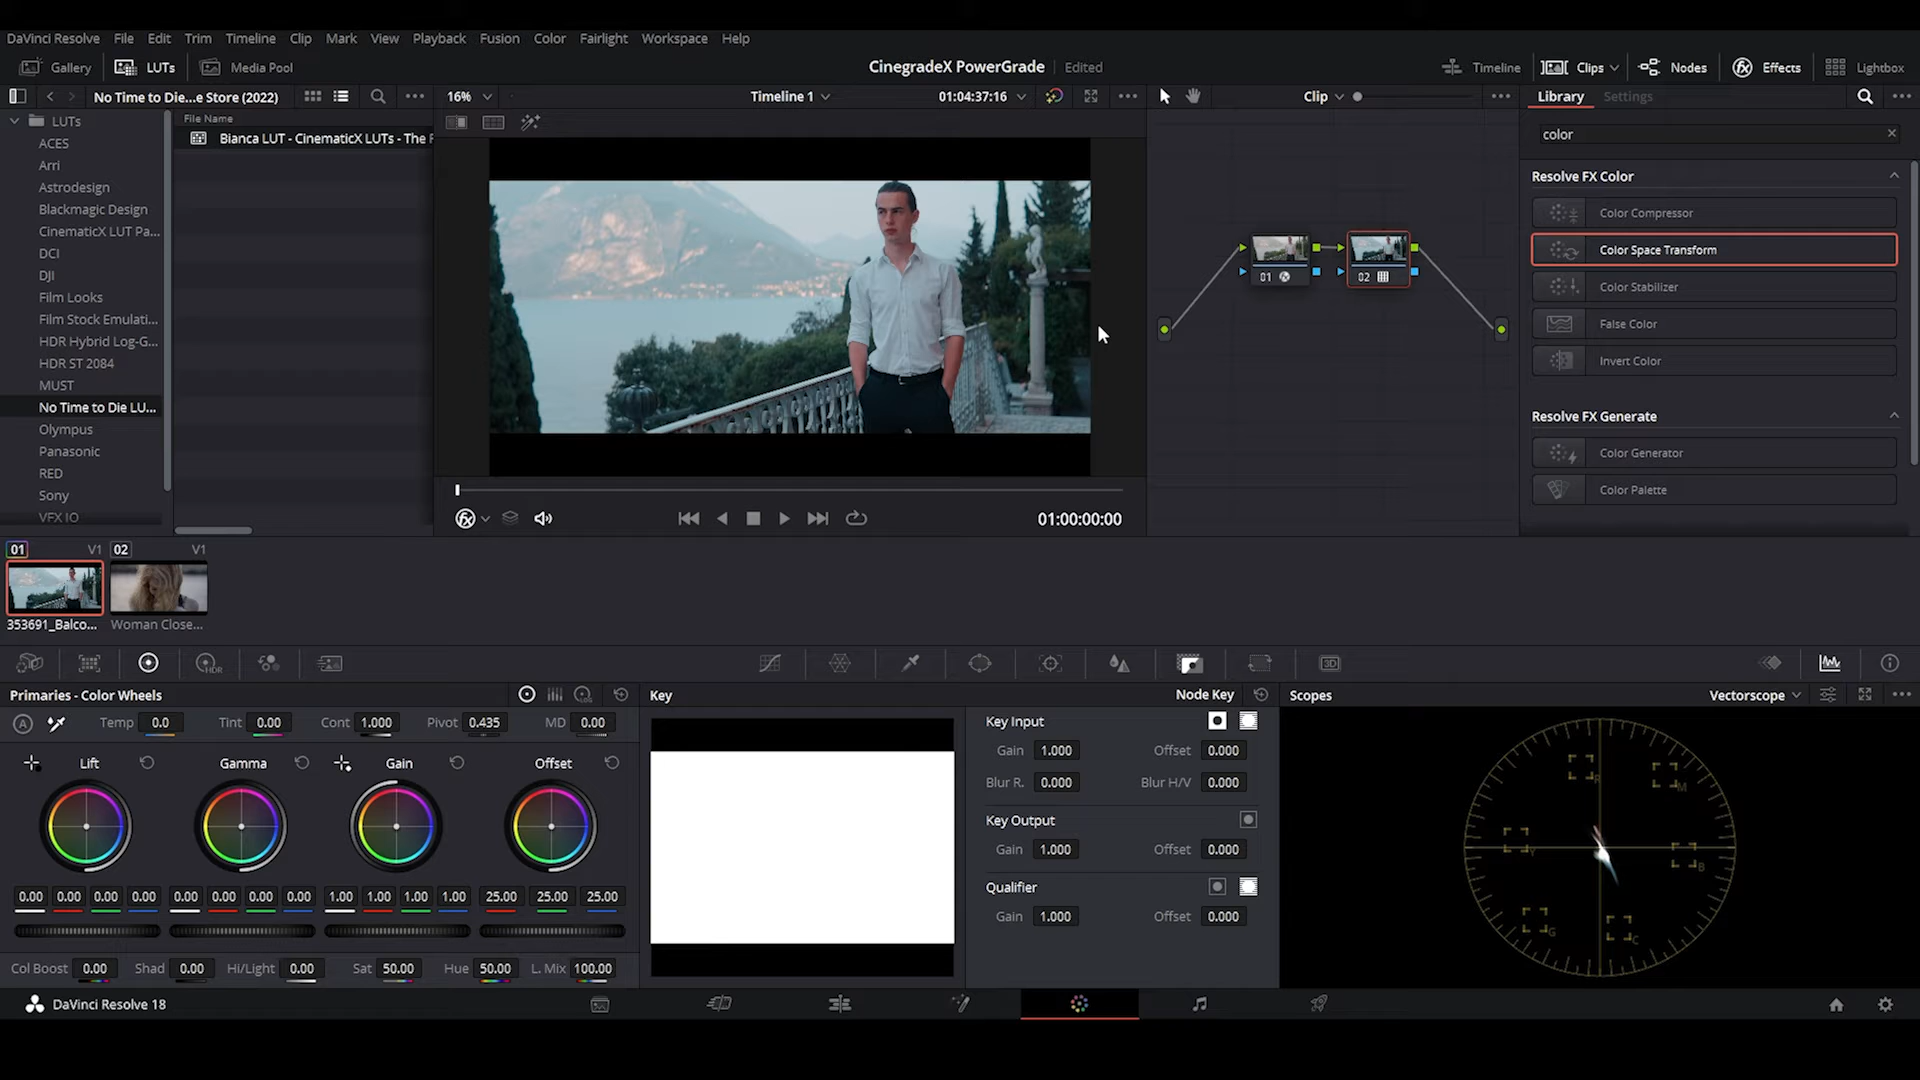 DaVinci Resolve File Edit Trim Timeline Clip Mark View Playback Fusion Color Fairlight Workspace Help
Gallery LUTs Media Pool CinegradeX PowerGrade Edited Timeline Clips Nodes Effects Lightbox
No Time to Die...e Store (2022) 16% Timeline 1 01:04:37:16 Clip Library Settings
LUTs
ACES
Arri
Astrodesign
Blackmagic Design
CinematicX LUT Pa...
DCI
DJI
Film Looks
Film Stock Emulati...
HDR Hybrid Log-G...
HDR ST 2084
MUST
No Time to Die LU...
Olympus
Panasonic
RED
Sony
VFX IO
File Name
Bianca LUT - CinematicX LUTs - The F
01:00:00:00
01 02
color
Resolve FX Color
Color Compressor
Color Space Transform
Color Stabilizer
False Color
Invert Color
Resolve FX Generate
Color Generator
Color Palette
01 V1 02 V1
353691_Balco... Woman Close...
HDR 3D
Primaries - Color Wheels
A Temp 0.0 Tint 0.00 Cont 1.000 Pivot 0.435 MD 0.00
Lift Gamma Gain Offset
0.00 0.00 0.00 0.00 0.00 0.00 0.00 0.00 1.00 1.00 1.00 1.00 25.00 25.00 25.00
Col Boost 0.00 Shad 0.00 Hi/Light 0.00 Sat 50.00 Hue 50.00 L. Mix 100.00
Key Node Key
Key Input
Gain 1.000 Offset 0.000
Blur R. 0.000 Blur H/V 0.000
Key Output
Gain 1.000 Offset 0.000
Qualifier
Gain 1.000 Offset 0.000
Scopes Vectorscope
R
M
Y
B
G
C
DaVinci Resolve 18